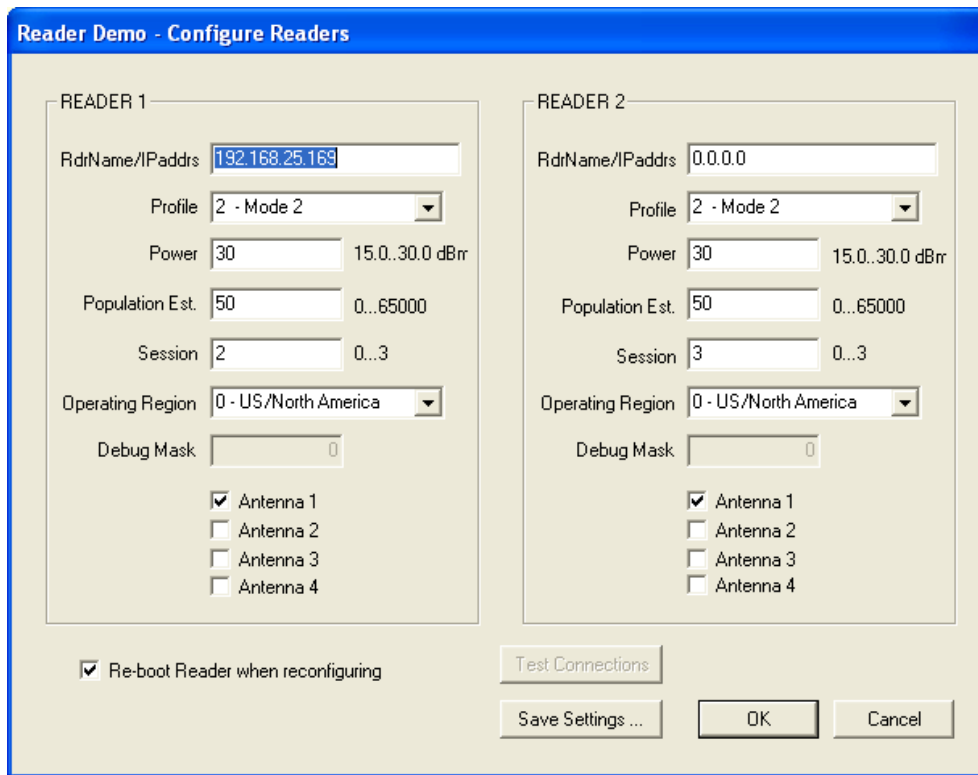 Reader Demo - Configure Readers
READER 1
RdrName/IPaddrs 192.168.25.169
Profile 2 - Mode 2
Power 30 15.0..30.0 dBm
Population Est. 50 0...65000
Session 2 0...3
Operating Region 0 - US/North America
Debug Mask 0
Antenna 1
Antenna 2
Antenna 3
Antenna 4
READER 2
RdrName/IPaddrs 0.0.0.0
Profile 2 - Mode 2
Power 30 15.0..30.0 dBm
Population Est. 50 0...65000
Session 3 0...3
Operating Region 0 - US/North America
Debug Mask 0
Antenna 1
Antenna 2
Antenna 3
Antenna 4
Re-boot Reader when reconfiguring
Test Connections
Save Settings ...
OK
Cancel